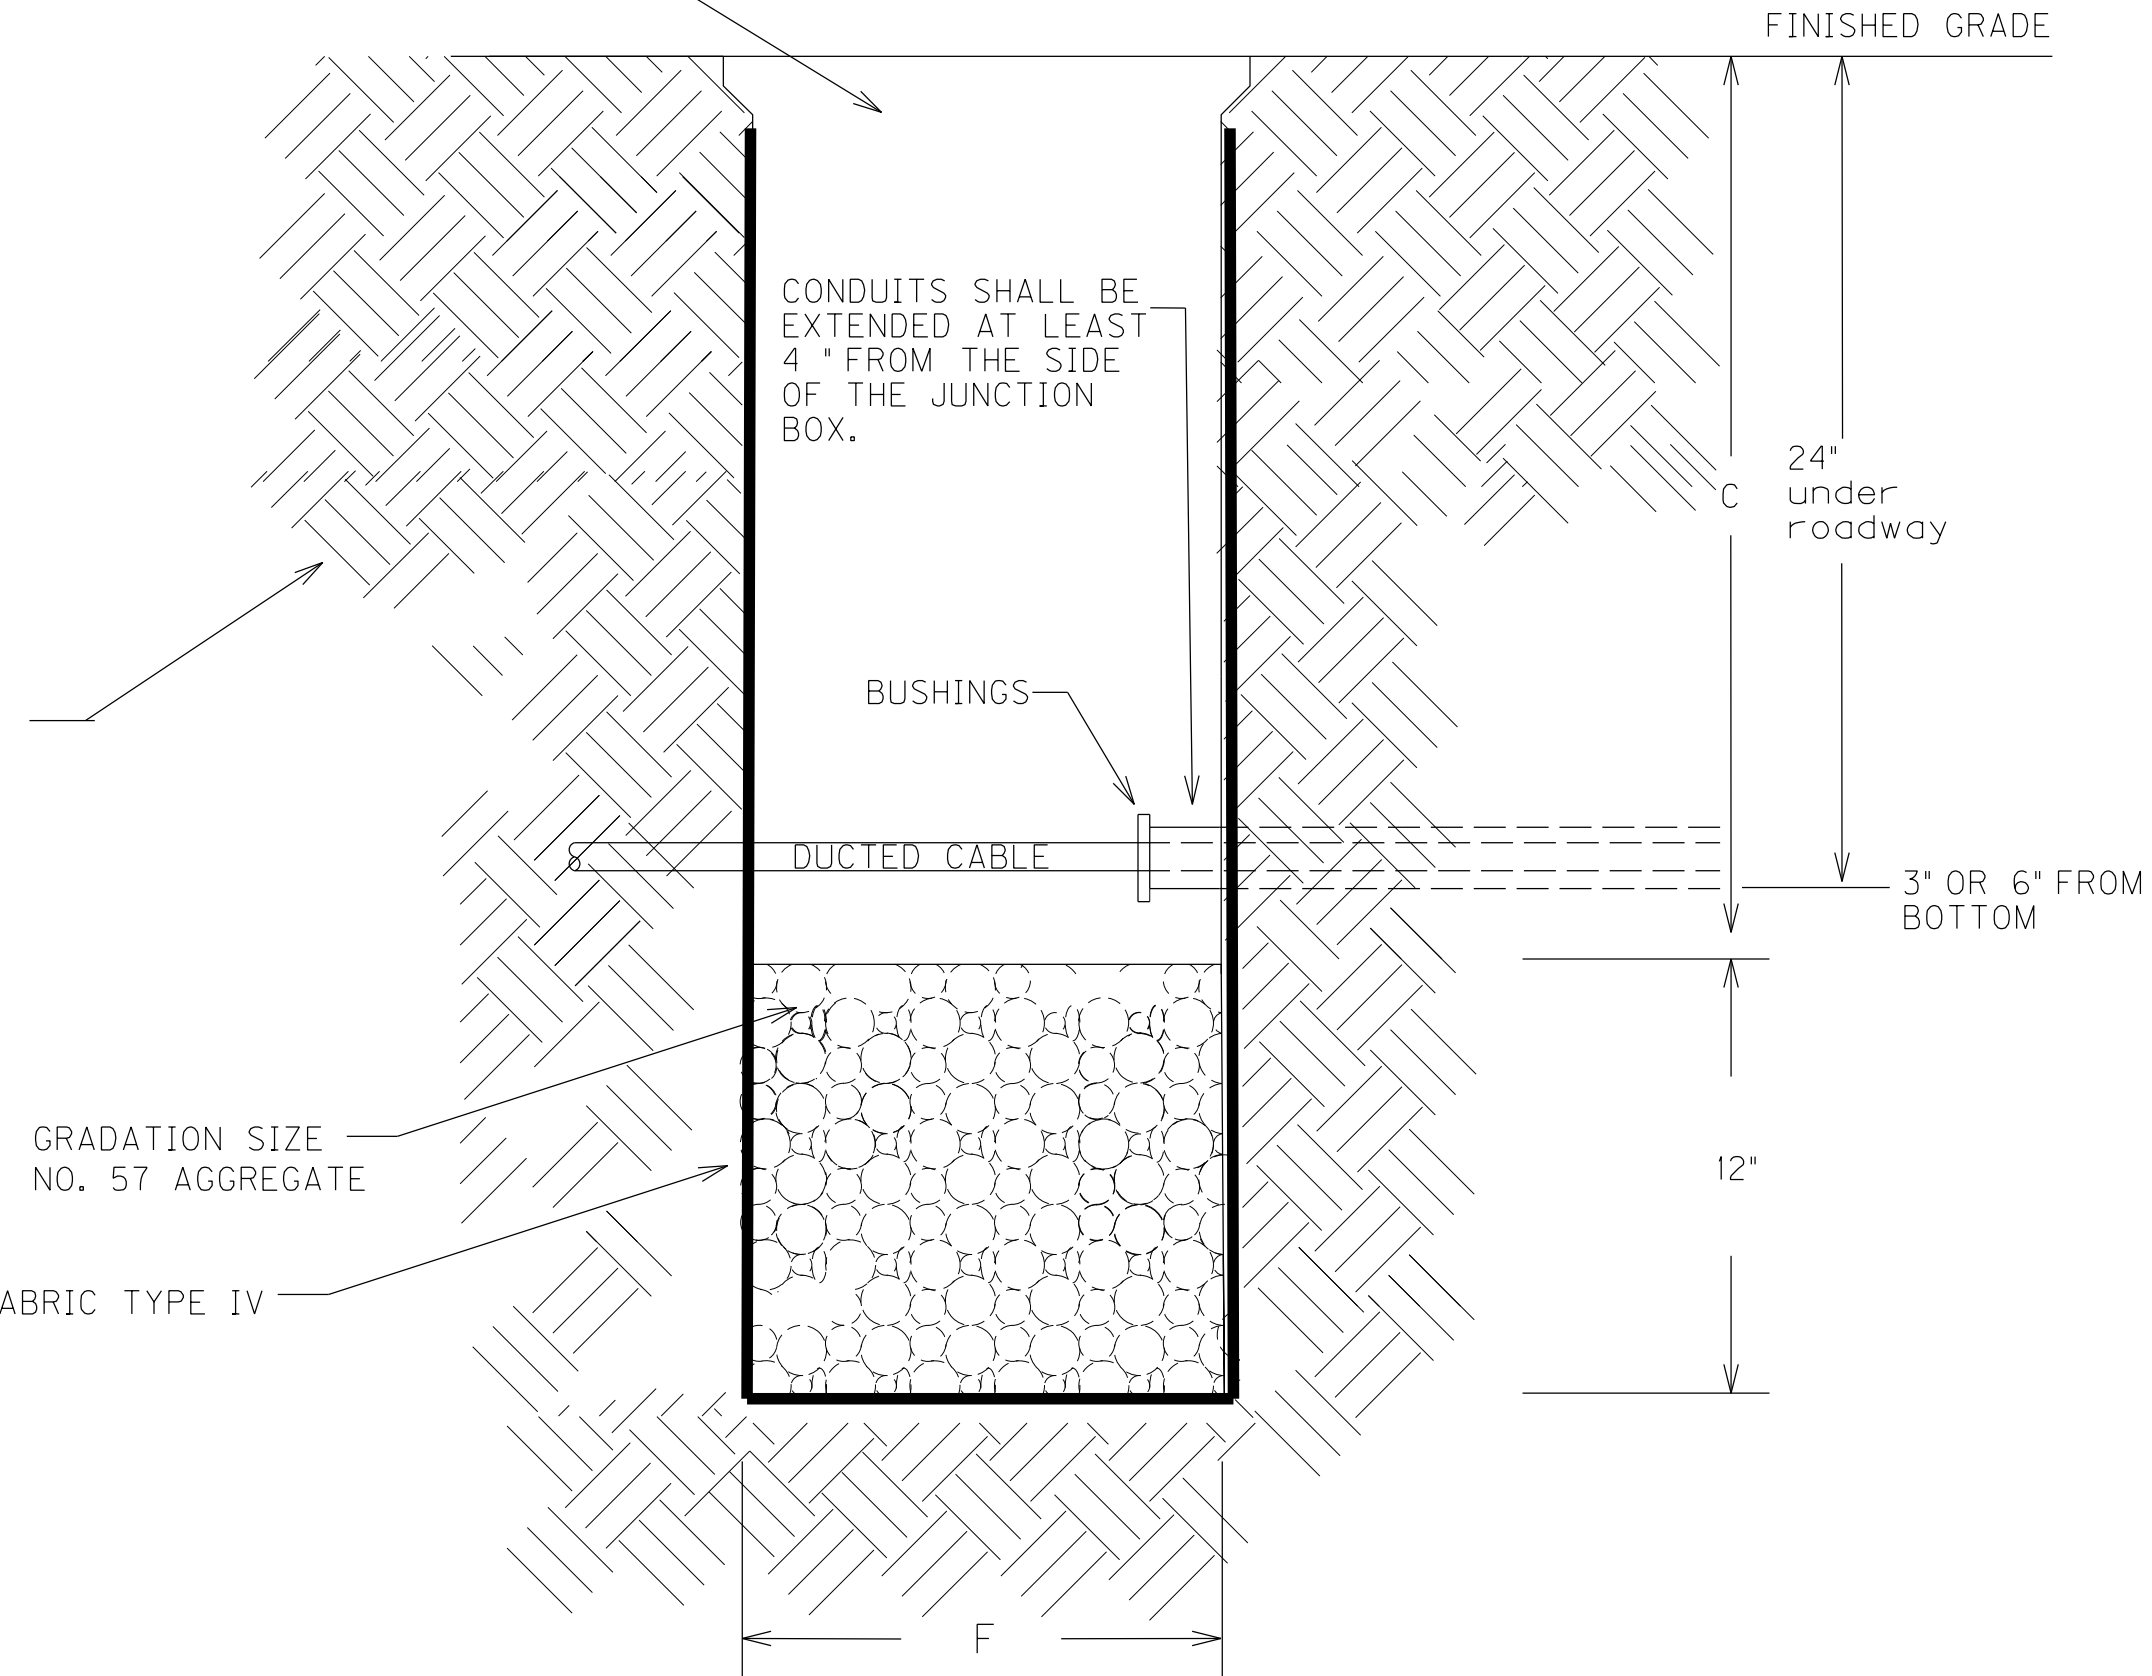 FINISHED GRADE
CONDUITS SHALL BE
EXTENDED AT LEAST
4 " FROM THE SIDE
OF THE JUNCTION
BOX.
24"
under
roadway
C
BUSHINGS
DUCTED CABLE
3" OR 6" FROM
BOTTOM
GRADATION SIZE
NO. 57 AGGREGATE
12"
ABRIC TYPE IV
F